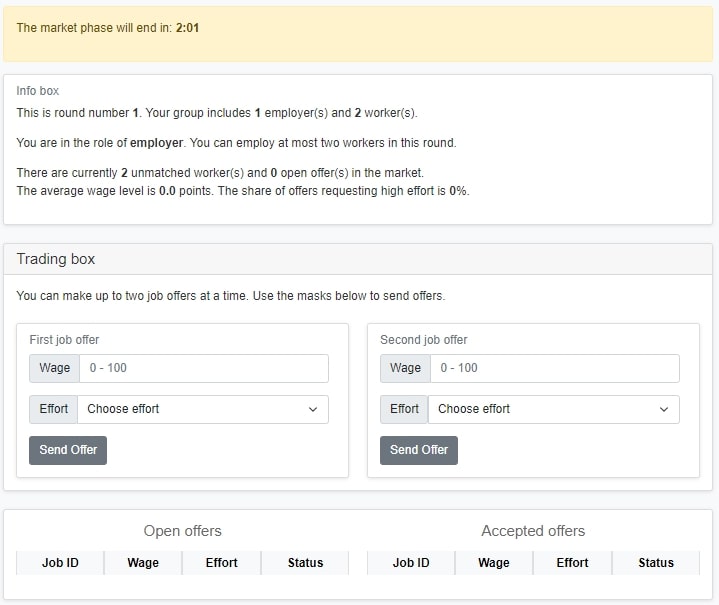 The market phase will end in: 2:01
Info box
This is round number 1. Your group includes 1 employer(s) and 2 worker(s).
You are in the role of employer. You can employ at most two workers in this round.
There are currently 2 unmatched worker(s) and 0 open offer(s) in the market.
The average wage level is 0.0 points. The share of offers requesting high effort is 0%.
Trading box
You can make up to two job offers at a time. Use the masks below to send offers.
First job offer
Wage 0 - 100
Effort Choose effort
Send Offer
Second job offer
Wage 0 - 100
Effort Choose effort
Send Offer
Open offers
Job ID Wage Effort Status
Accepted offers
Job ID Wage Effort Status